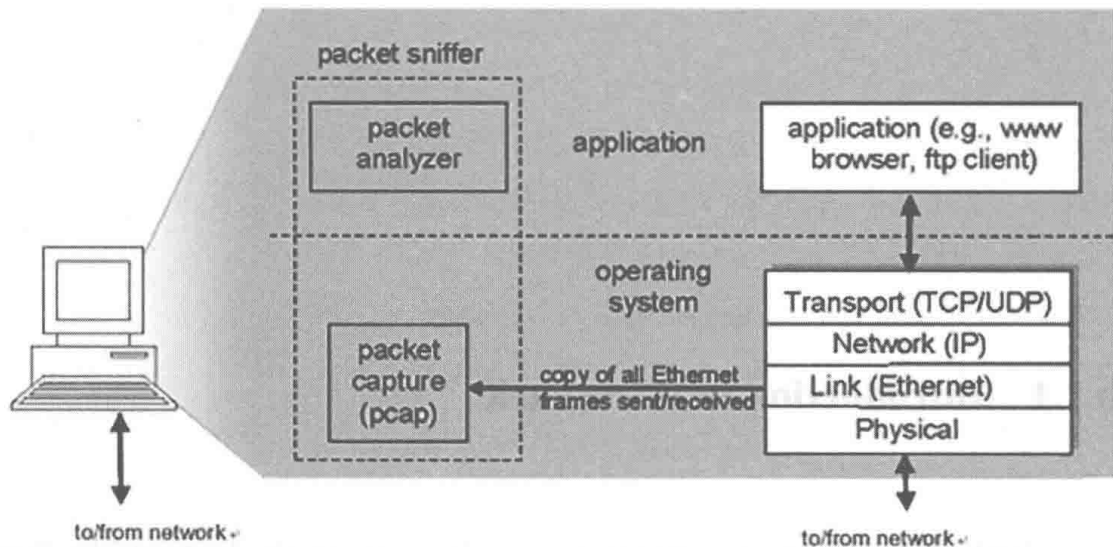 packet sniffer
packet
analyzer
application
application (e.g., www
browser, ftp client)
operating
system
packet
capture
(pcap)
copy of all Ethernet
frames sent/received
Transport (TCP/UDP)
Network (IP)
Link (Ethernet)
Physical
to/from network
to/from network